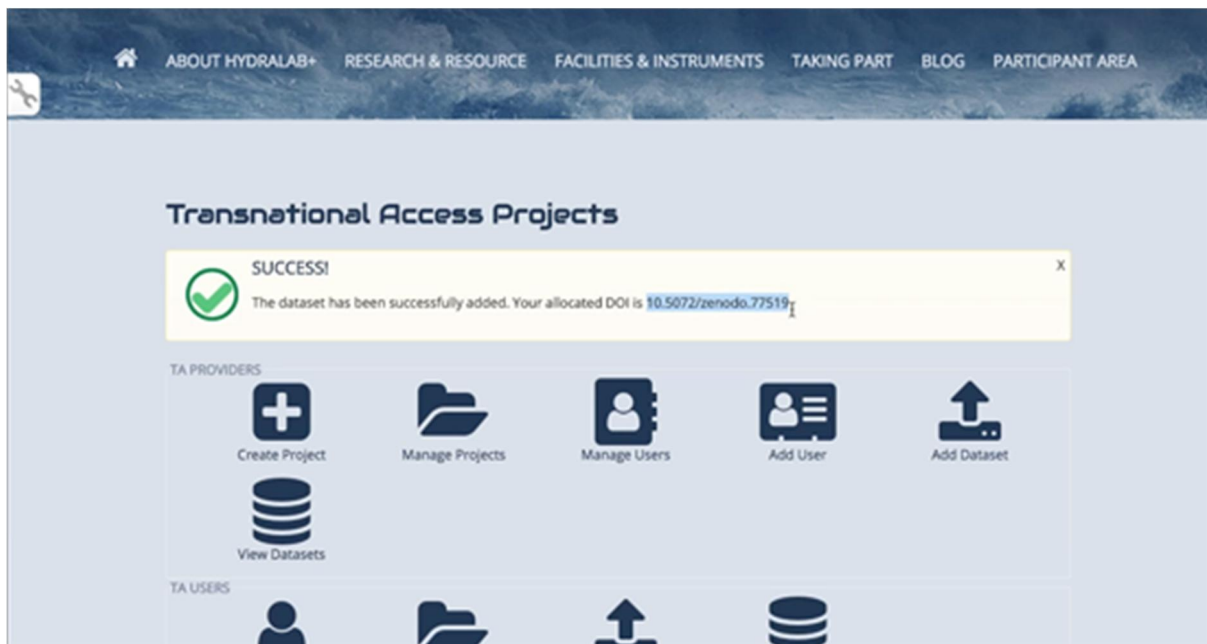 ABOUT HYDRALAB+ RESEARCH & RESOURCE FACILITIES & INSTRUMENTS TAKING PART BLOG PARTICIPANT AREA
Transnational Access Projects
SUCCESS! X
The dataset has been successfully added. Your allocated DOI is 10.5072/zenodo.77519
TA PROVIDERS
Create Project Manage Projects Manage Users Add User Add Dataset
View Datasets
TA USERS